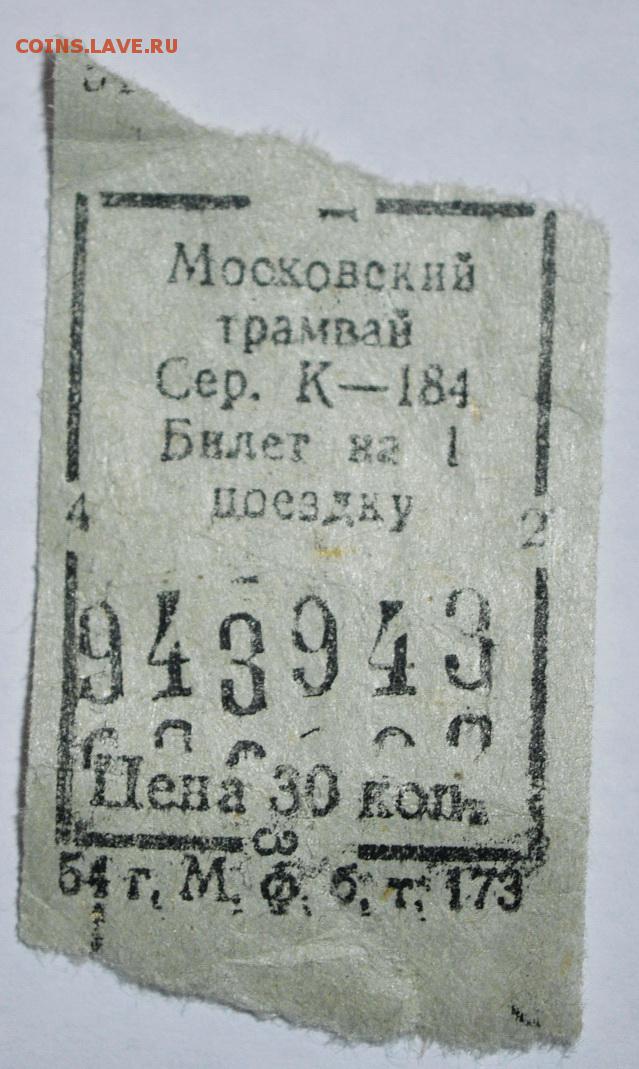 COINS.LAVE.RU
Московский
трамвай
Сер. К—184
Билет на 1
поездку
4 2
943943
Цена 30 коп.
3
54 г. М. Ф. б. т. 173